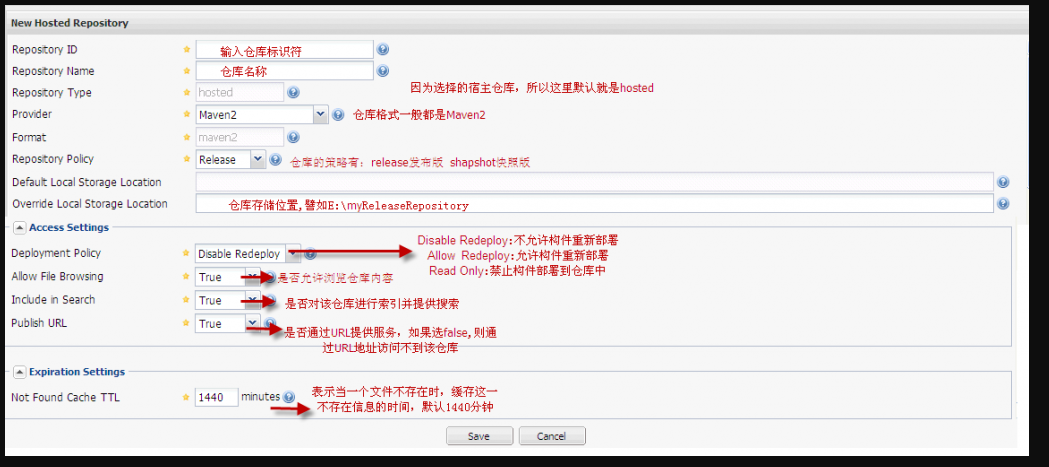 New Hosted Repository
Repository ID 输入仓库标识符
Repository Name 仓库名称
Repository Type hosted 因为选择的宿主仓库，所以这里默认就是hosted
Provider Maven2 仓库格式一般都是Maven2
Format maven2
Repository Policy Release 仓库的策略有：release发布版 shapshot快照版
Default Local Storage Location
Override Local Storage Location 仓库存储位置,譬如E:\myReleaseRepository
Access Settings
Disable Redeploy:不允许构件重新部署
Deployment Policy Disable Redeploy Allow Redeploy:允许构件重新部署
Read Only:禁止构件部署到仓库中
Allow File Browsing True 是否允许浏览仓库内容
Include in Search True 是否对该仓库进行索引并提供搜索
Publish URL True 是否通过URL提供服务，如果选false,则通
过URL地址访问不到该仓库
Expiration Settings
Not Found Cache TTL 1440 minutes 表示当一个文件不存在时，缓存这一
不存在信息的时间，默认1440分钟
Save Cancel